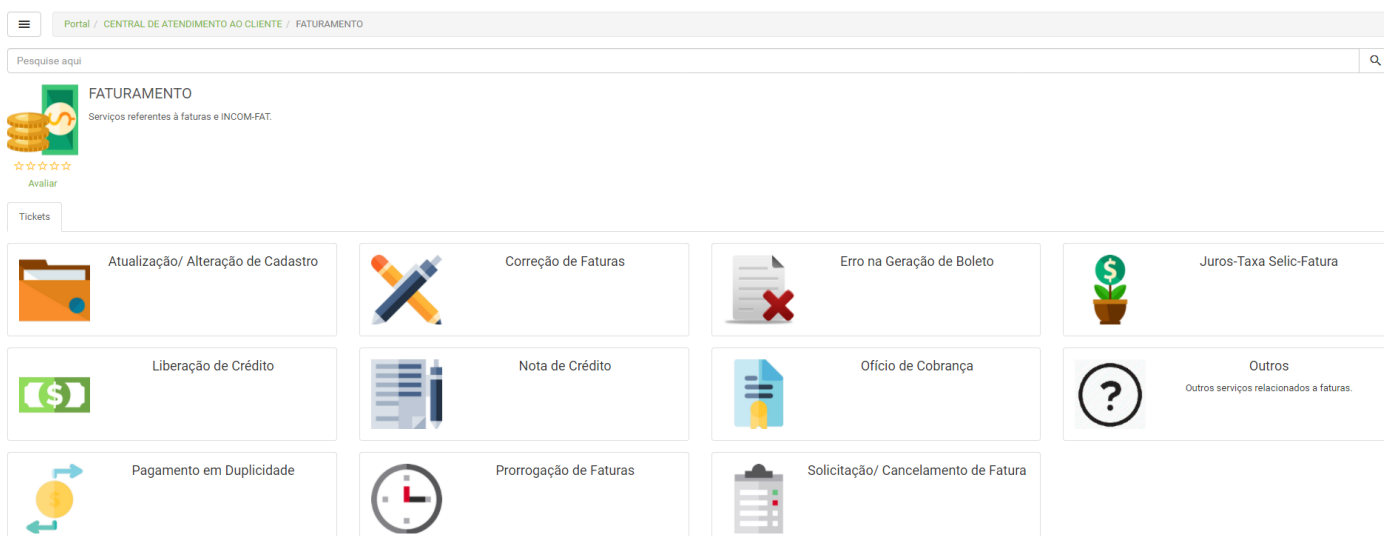 Portal / CENTRAL DE ATENDIMENTO AO CLIENTE / FATURAMENTO
Pesquise aqui
FATURAMENTO
Serviços referentes à faturas e INCOM-FAT.
Avaliar
Tickets
Atualização/ Alteração de Cadastro
Correção de Faturas
Erro na Geração de Boleto
Juros-Taxa Selic-Fatura
Liberação de Crédito
Nota de Crédito
Ofício de Cobrança
Outros
Outros serviços relacionados a faturas.
Pagamento em Duplicidade
Prorrogação de Faturas
Solicitação/ Cancelamento de Fatura